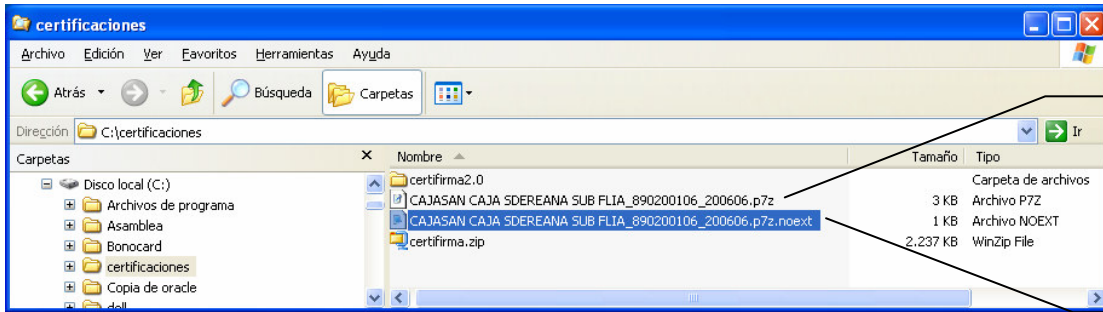 certificaciones
Archivo Edición Ver Favoritos Herramientas Ayuda
Atrás Búsqueda Carpetas
Dirección C:\certificaciones Ir
Carpetas X Nombre Tamaño Tipo
Disco local (C:) certifirma2.0 Carpeta de archivos
Archivos de programa CAJASAN CAJA SDEREANA SUB FLIA_890200106_200606.p7z 3 KB Archivo P7Z
Asamblea CAJASAN CAJA SDEREANA SUB FLIA_890200106_200606.p7z.noext 1 KB Archivo NOEXT
Bonocard certifirma.zip 2.237 KB WinZip File
certificaciones
Copia de oracle
dell